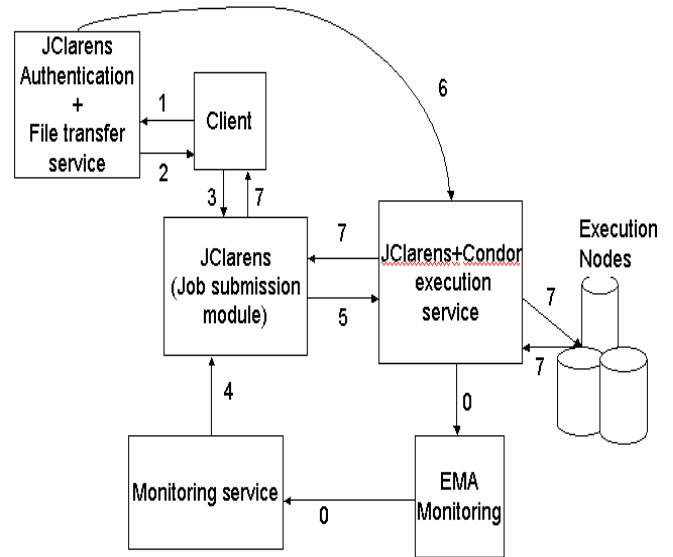 JClarens
Authentication
+
File transfer
service
1
2
Client
6
3
7
JClarens
(Job submission
module)
7
5
JClarens+Condor
execution
service
Execution
Nodes
7
7
4
0
Monitoring service
0
EMA
Monitoring